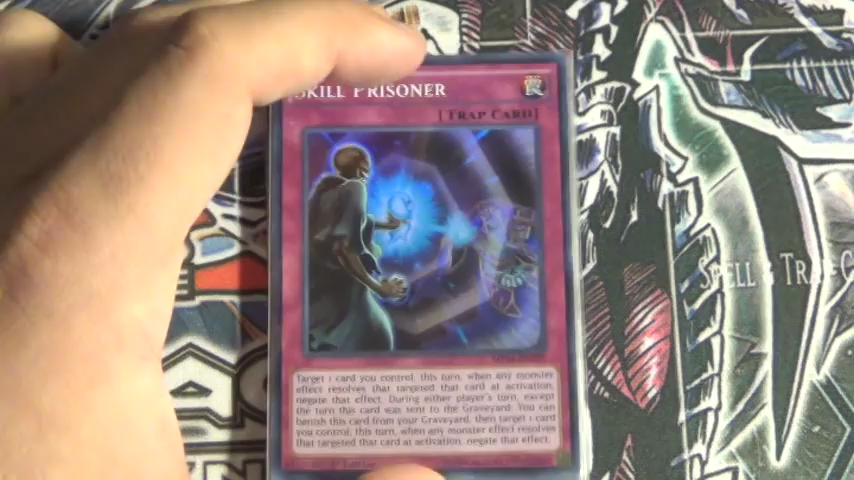 SKILL PRISONER
[TRAP CARD]
Target 1 card you control, this turn, when any monster
effect resolves that targeted that card at activation,
negate that effect. During either player's turn, except
the turn this card was sent to the Graveyard: You can
banish this card from your Graveyard, then target 1 card
you control, this turn, when any monster effect resolves
that targeted that card at activation, negate that effect.
SPELL & TRAP